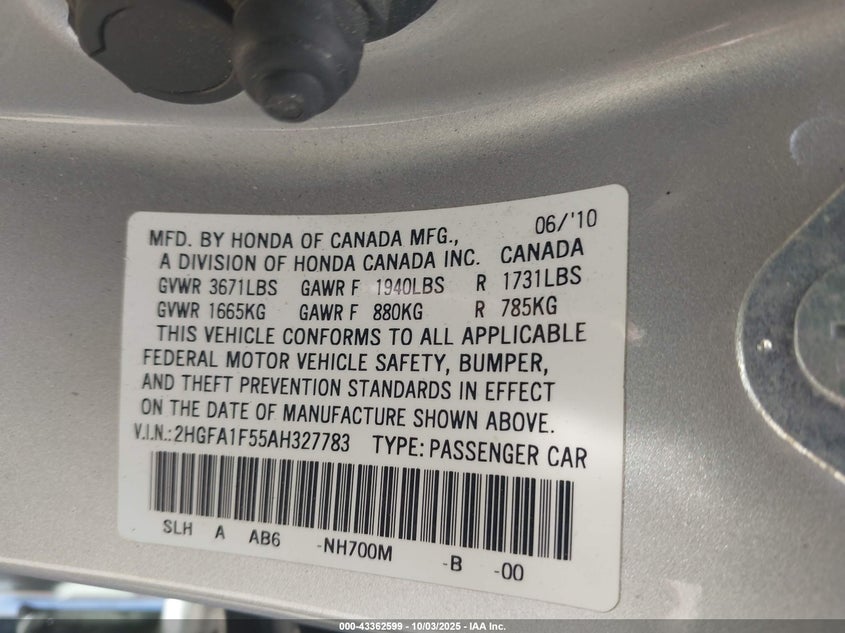 06/'10
MFD. BY HONDA OF CANADA MFG.,
A DIVISION OF HONDA CANADA INC. CANADA
GVWR 3671LBS GAWR F 1940LBS R 1731LBS
GVWR 1665KG GAWR F 880KG R 785KG
THIS VEHICLE CONFORMS TO ALL APPLICABLE
FEDERAL MOTOR VEHICLE SAFETY, BUMPER,
AND THEFT PREVENTION STANDARDS IN EFFECT
ON THE DATE OF MANUFACTURE SHOWN ABOVE.
V.I.N.:2HGFA1F55AH327783 TYPE:PASSENGER CAR
SLH A AB6 -NH700M -B -00
000-43362599 - 10/03/2025 - IAA Inc.